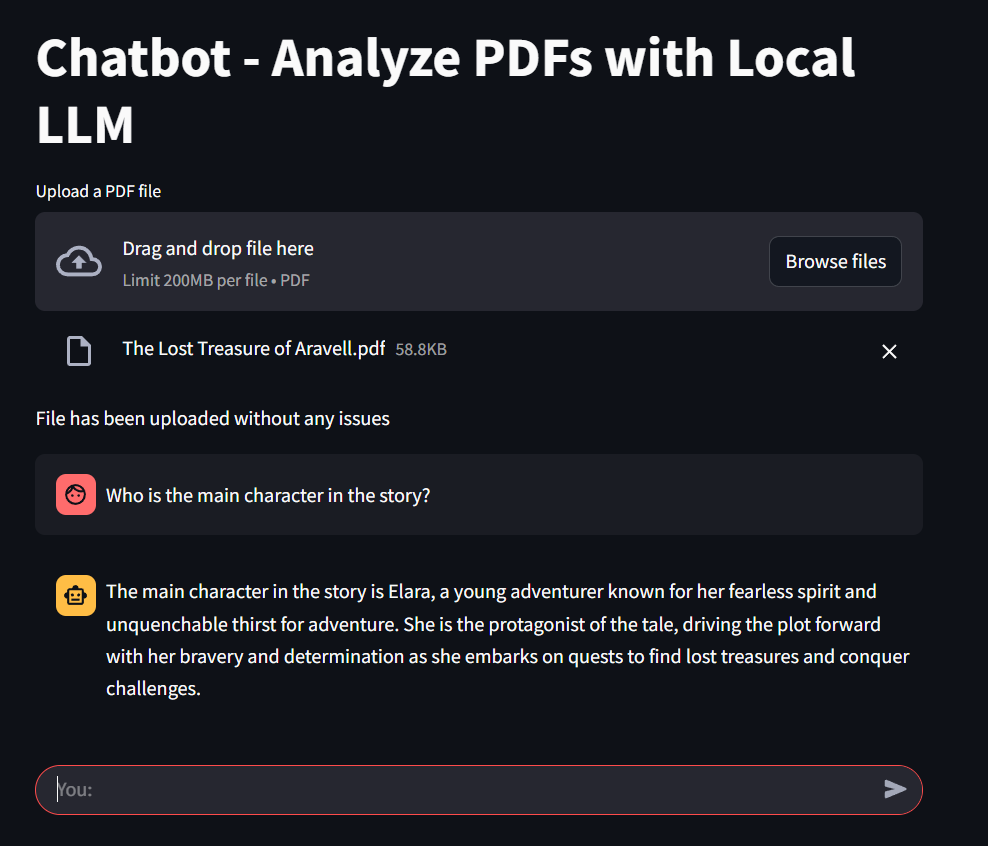 Chatbot - Analyze PDFs with Local
LLM
Upload a PDF file
Drag and drop file here
Limit 200MB per file • PDF
Browse files
The Lost Treasure of Aravell.pdf 58.8KB
File has been uploaded without any issues
Who is the main character in the story?
The main character in the story is Elara, a young adventurer known for her fearless spirit and
unquenchable thirst for adventure. She is the protagonist of the tale, driving the plot forward
with her bravery and determination as she embarks on quests to find lost treasures and conquer
challenges.
You: